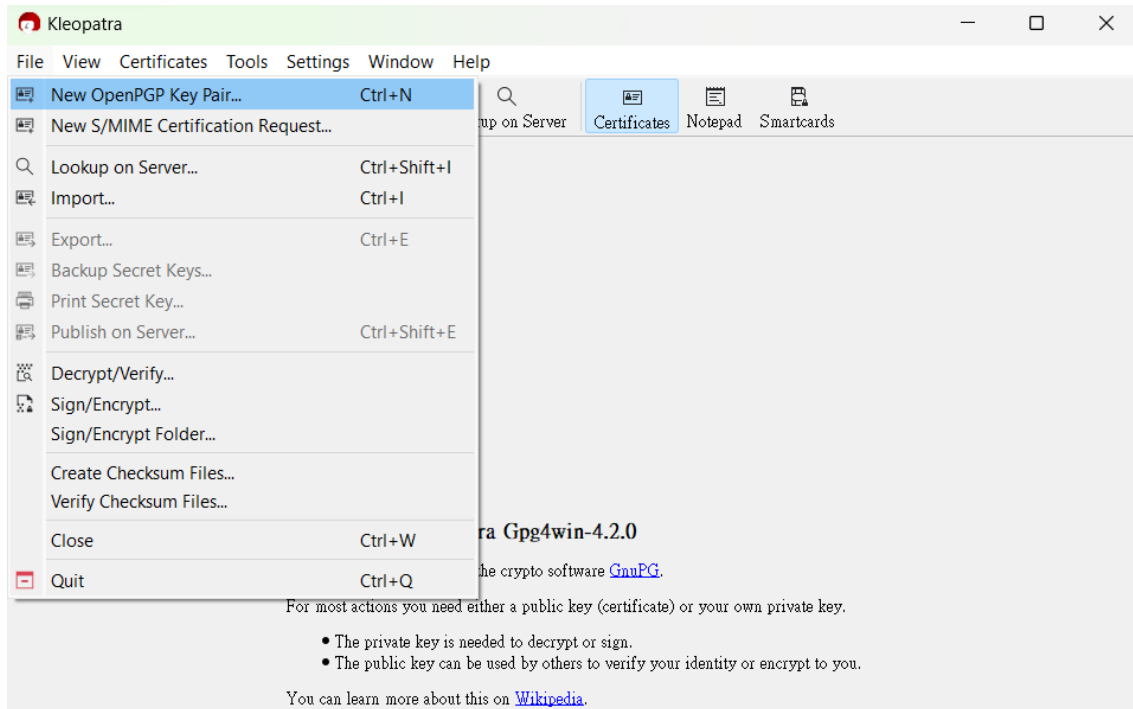 Kleopatra
File View Certificates Tools Settings Window Help
New OpenPGP Key Pair... Ctrl+N
New S/MIME Certification Request...
Lookup on Server... Ctrl+Shift+I
Import... Ctrl+I
Export... Ctrl+E
Backup Secret Keys...
Print Secret Key...
Publish on Server... Ctrl+Shift+E
Decrypt/Verify...
Sign/Encrypt...
Sign/Encrypt Folder...
Create Checksum Files...
Verify Checksum Files...
Close Ctrl+W
Quit Ctrl+Q
up on Server Certificates Notepad Smartcards
ra Gpg4win-4.2.0
the crypto software GnuPG.
For most actions you need either a public key (certificate) or your own private key.
• The private key is needed to decrypt or sign.
• The public key can be used by others to verify your identity or encrypt to you.
You can learn more about this on Wikipedia.